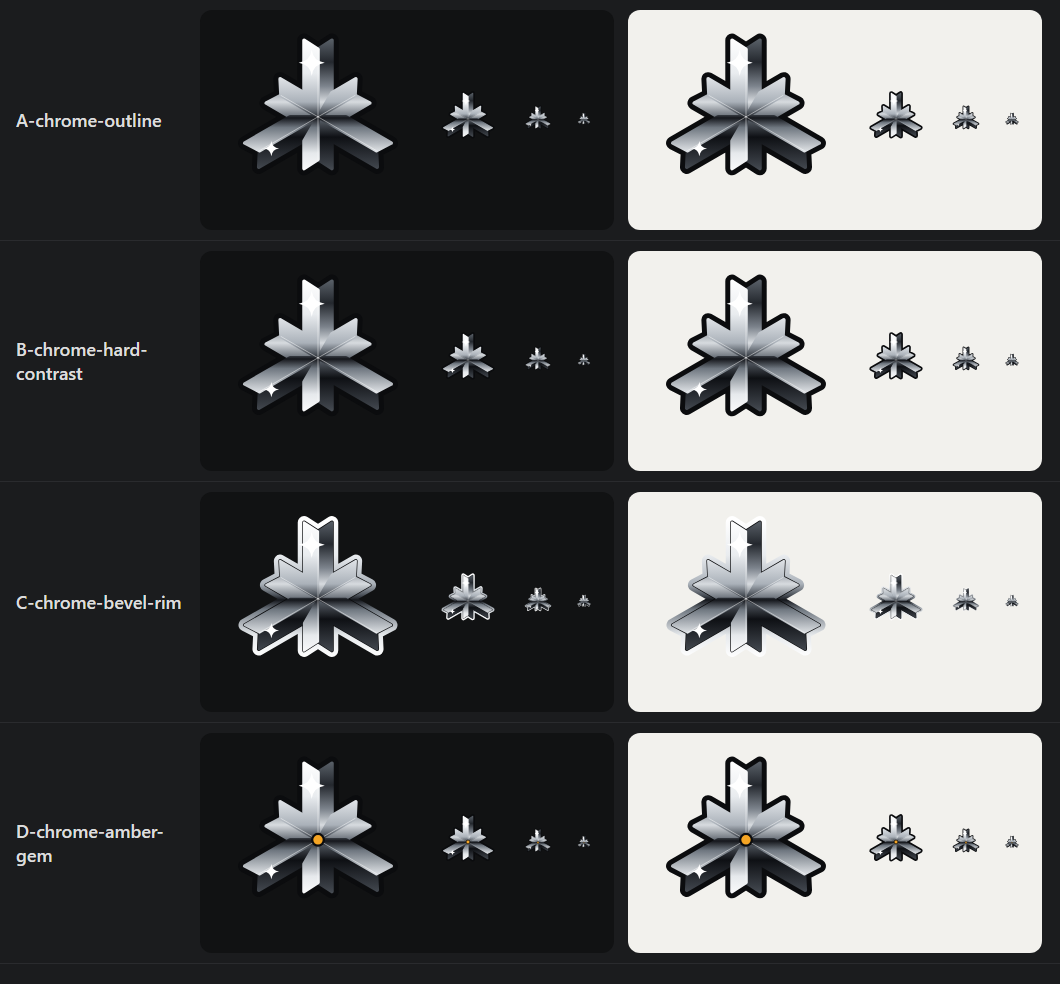 A-chrome-outline
B-chrome-hard-
contrast
C-chrome-bevel-rim
D-chrome-amber-
gem